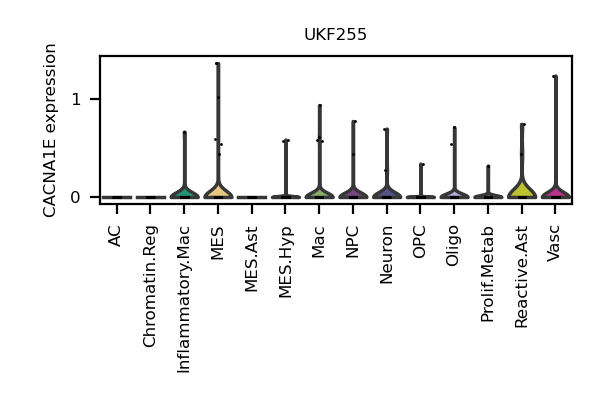 UKF255
CACNA1E expression
1
0
AC
Chromatin.Reg
Inflammatory.Mac
MES
MES.Ast
MES.Hyp
Mac
NPC
Neuron
OPC
Oligo
Prolif.Metab
Reactive.Ast
Vasc